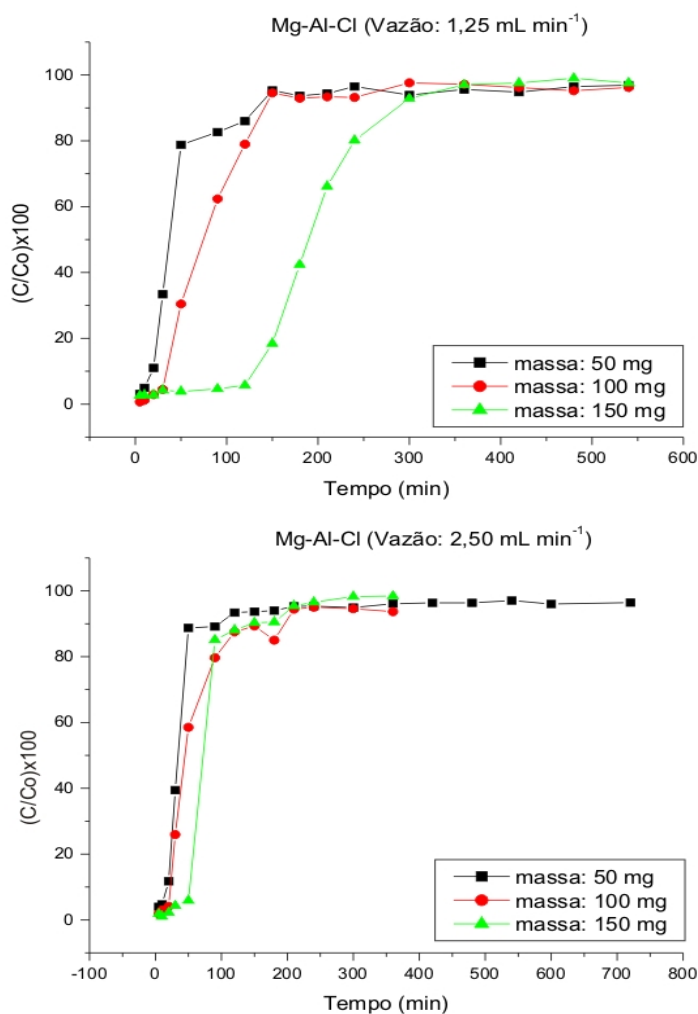 Mg-Al-Cl (Vazão: 1,25 mL min⁻¹)
(C/Co)x100
100
80
60
40
20
0
massa: 50 mg
massa: 100 mg
massa: 150 mg
0 100 200 300 400 500 600
Tempo (min)
Mg-Al-Cl (Vazão: 2,50 mL min⁻¹)
(C/Co)x100
100
80
60
40
20
0
massa: 50 mg
massa: 100 mg
massa: 150 mg
-100 0 100 200 300 400 500 600 700 800
Tempo (min)